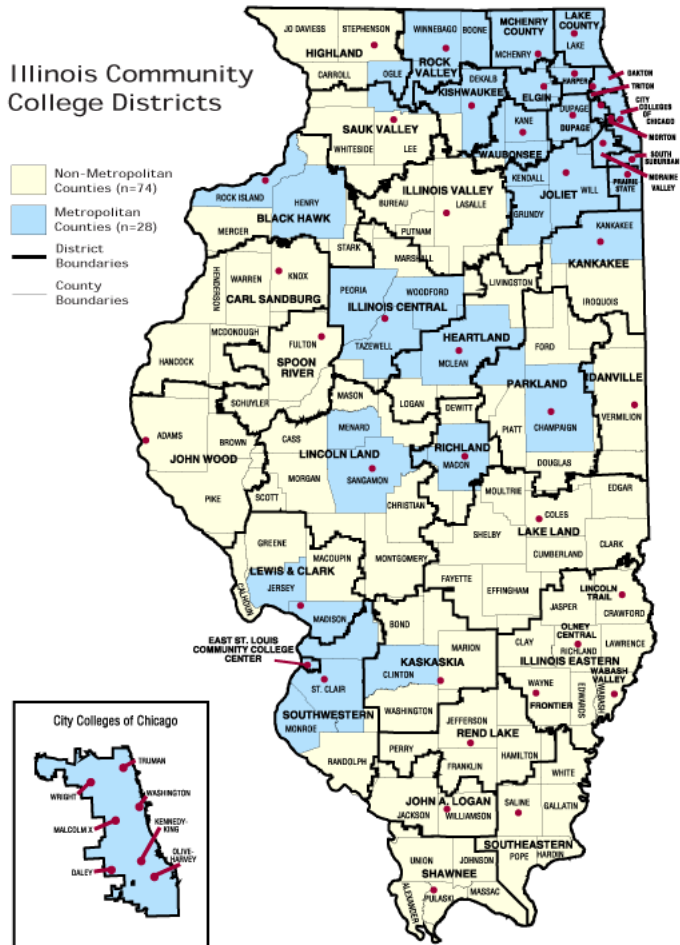 Illinois Community
College Districts
Non-Metropolitan
Counties (n=74)
Metropolitan
Counties (n=28)
District
Boundaries
County
Boundaries
JO DAVIESS
STEPHENSON
HIGHLAND
CARROLL
OGLE
WINNEBAGO
BOONE
ROCK
VALLEY
MCHENRY
COUNTY
MCHENRY
LAKE
COUNTY
LAKE
DEKALB
KISHWAUKEE
ELGIN
KANE
HARPER
OAKTON
TRITON
CITY
COLLEGES
OF
CHICAGO
DUPAGE
DUPAGE
MORTON
SOUTH
SUBURBAN
MORAINE
VALLEY
PRAIRIE
STATE
SAUK VALLEY
WHITESIDE
LEE
WAUBONSEE
KENDALL
JOLIET
WILL
GRUNDY
ROCK ISLAND
HENRY
BLACK HAWK
MERCER
BUREAU
ILLINOIS VALLEY
LASALLE
PUTNAM
STARK
MARSHALL
KANKAKEE
KANKAKEE
IROQUOIS
LIVINGSTON
HENDERSON
WARREN
KNOX
CARL SANDBURG
PEORIA
WOODFORD
ILLINOIS CENTRAL
TAZEWELL
HEARTLAND
MCLEAN
FORD
MCDONOUGH
HANCOCK
FULTON
SPOON
RIVER
SCHUYLER
MASON
LOGAN
DEWITT
PARKLAND
PIATT
CHAMPAIGN
DANVILLE
VERMILION
ADAMS
BROWN
JOHN WOOD
PIKE
CASS
MENARD
LINCOLN LAND
SANGAMON
MORGAN
SCOTT
CHRISTIAN
RICHLAND
MACON
DOUGLAS
MOULTRIE
EDGAR
COLES
LAKE LAND
SHELBY
CUMBERLAND
CLARK
GREENE
MACOUPIN
MONTGOMERY
LEWIS & CLARK
JERSEY
CALHOUN
MADISON
FAYETTE
EFFINGHAM
JASPER
LINCOLN
TRAIL
CRAWFORD
BOND
EAST ST. LOUIS
COMMUNITY COLLEGE
CENTER
ST. CLAIR
SOUTHWESTERN
MONROE
RANDOLPH
KASKASKIA
CLINTON
MARION
WASHINGTON
CLAY
OLNEY
CENTRAL
RICHLAND
LAWRENCE
ILLINOIS EASTERN
WABASH
VALLEY
WAYNE
FRONTIER
EDWARDS
WABASH
JEFFERSON
REND LAKE
PERRY
FRANKLIN
HAMILTON
WHITE
JOHN A. LOGAN
JACKSON
WILLIAMSON
SALINE
GALLATIN
SOUTHEASTERN
POPE
HARDIN
UNION
JOHNSON
SHAWNEE
ALEXANDER
PULASKI
MASSAC
City Colleges of Chicago
TRUMAN
WRIGHT
WASHINGTON
MALCOLM X
KENNEDY-
KING
OLIVE-
HARVEY
DALEY